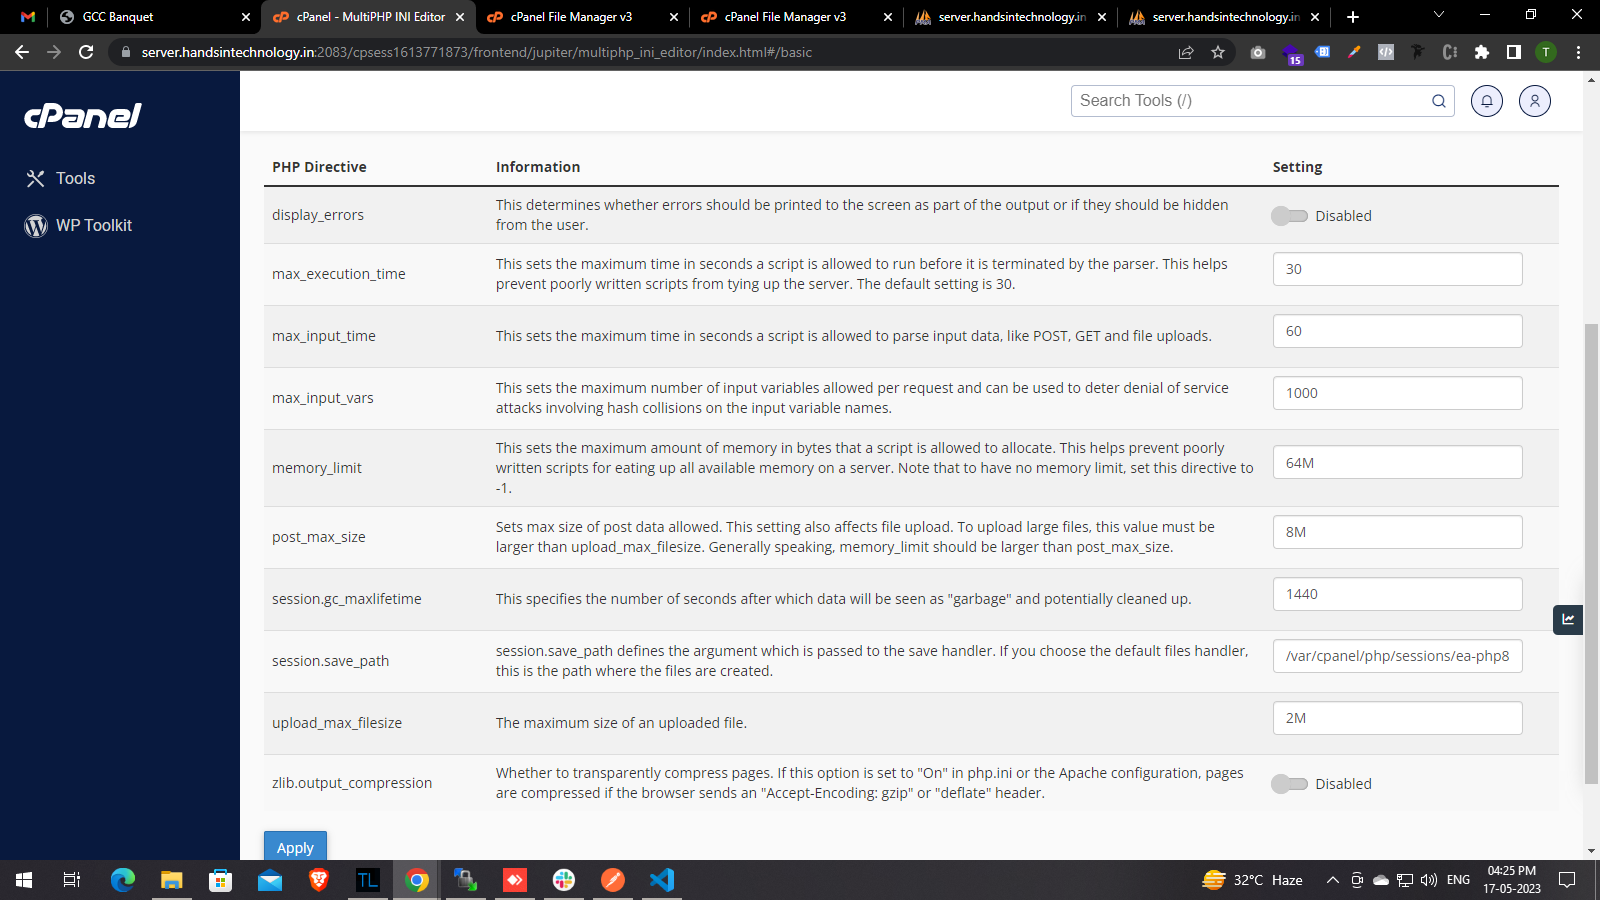 GCC Banquet
cPanel - MultiPHP INI Editor
cPanel File Manager v3
cPanel File Manager v3
server.handsintechnology.in
server.handsintechnology.in
server.handsintechnology.in:2083/cpsess1613771873/frontend/jupiter/multiphp_ini_editor/index.html#/basic
15
T
cPanel
Search Tools (/)
Tools
WP Toolkit
PHP Directive Information Setting
display_errors
This determines whether errors should be printed to the screen as part of the output or if they should be hidden
from the user.
Disabled
max_execution_time
This sets the maximum time in seconds a script is allowed to run before it is terminated by the parser. This helps
prevent poorly written scripts from tying up the server. The default setting is 30.
30
max_input_time
This sets the maximum time in seconds a script is allowed to parse input data, like POST, GET and file uploads.
60
max_input_vars
This sets the maximum number of input variables allowed per request and can be used to deter denial of service
attacks involving hash collisions on the input variable names.
1000
memory_limit
This sets the maximum amount of memory in bytes that a script is allowed to allocate. This helps prevent poorly
written scripts for eating up all available memory on a server. Note that to have no memory limit, set this directive to
-1.
64M
post_max_size
Sets max size of post data allowed. This setting also affects file upload. To upload large files, this value must be
larger than upload_max_filesize. Generally speaking, memory_limit should be larger than post_max_size.
8M
session.gc_maxlifetime
This specifies the number of seconds after which data will be seen as "garbage" and potentially cleaned up.
1440
session.save_path
session.save_path defines the argument which is passed to the save handler. If you choose the default files handler,
this is the path where the files are created.
/var/cpanel/php/sessions/ea-php8
upload_max_filesize
The maximum size of an uploaded file.
2M
zlib.output_compression
Whether to transparently compress pages. If this option is set to "On" in php.ini or the Apache configuration, pages
are compressed if the browser sends an "Accept-Encoding: gzip" or "deflate" header.
Disabled
Apply
TL
32°C Haze
ENG
04:25 PM
17-05-2023